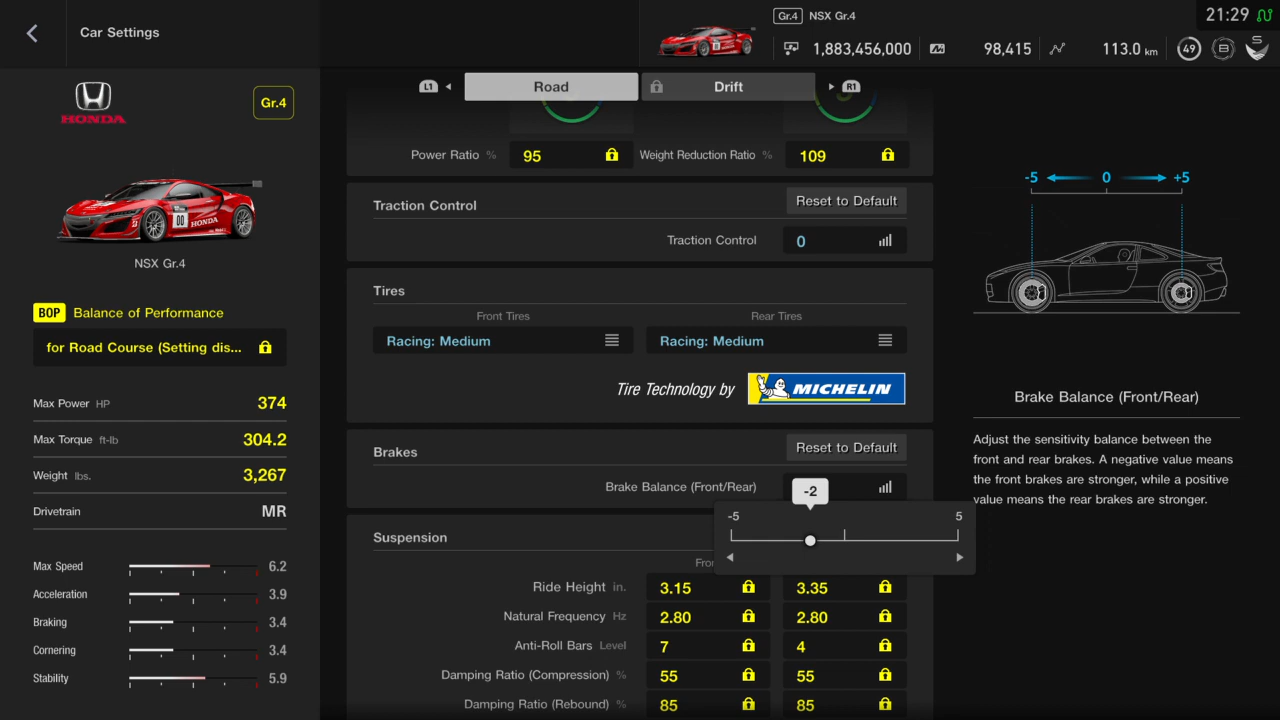 Car Settings
Gr.4 NSX Gr.4
1,883,456,000 98,415 113.0 km 49 B S
21:29
HONDA
Gr.4
00 HONDA
NSX Gr.4
BOP Balance of Performance
for Road Course (Setting dis...
Max Power HP 374
Max Torque ft-lb 304.2
Weight lbs. 3,267
Drivetrain MR
Max Speed 6.2
Acceleration 3.9
Braking 3.4
Cornering 3.4
Stability 5.9
L1 Road Drift R1
Power Ratio % 95 Weight Reduction Ratio % 109
Traction Control Reset to Default
Traction Control 0
Tires
Front Tires Rear Tires
Racing: Medium Racing: Medium
Tire Technology by MICHELIN
Brakes Reset to Default
Brake Balance (Front/Rear) -2
-5 5
Suspension
Fro
Ride Height in. 3.15 3.35
Natural Frequency Hz 2.80 2.80
Anti-Roll Bars Level 7 4
Damping Ratio (Compression) % 55 55
Damping Ratio (Rebound) % 85 85
-5 0 +5
Brake Balance (Front/Rear)
Adjust the sensitivity balance between the
front and rear brakes. A negative value means
the front brakes are stronger, while a positive
value means the rear brakes are stronger.